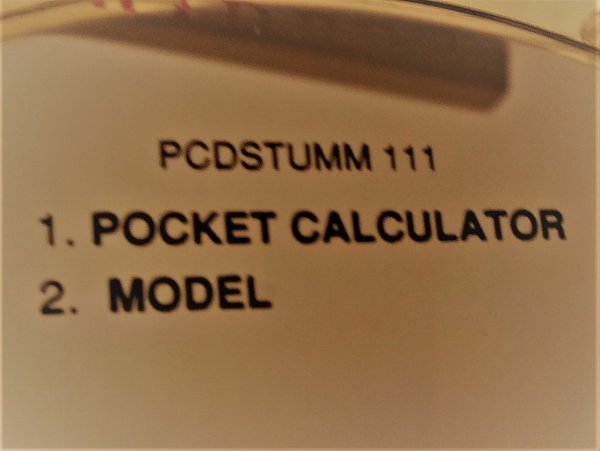 PCDSTUMM 111
1. POCKET CALCULATOR
2. MODEL